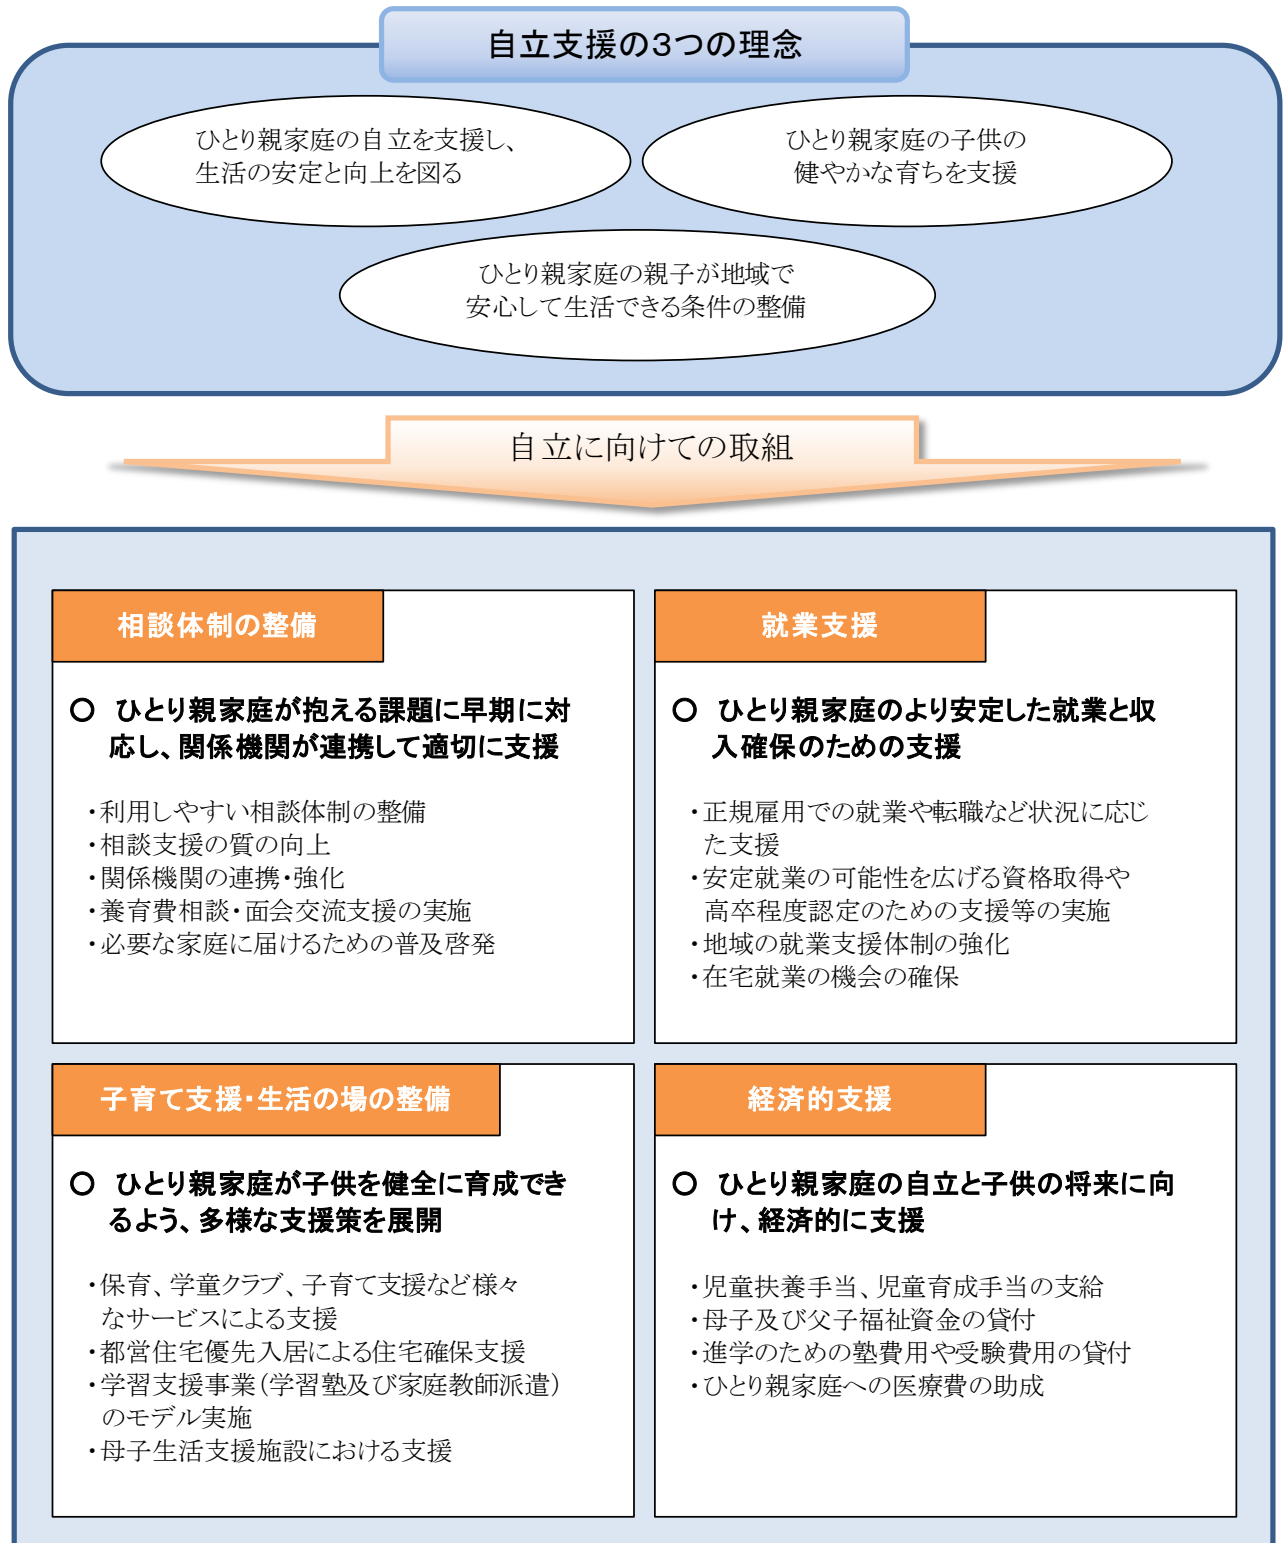 自立支援の3つの理念
ひとり親家庭の自立を支援し、
生活の安定と向上を図る
ひとり親家庭の子供の
健やかな育ちを支援
ひとり親家庭の親子が地域で
安心して生活できる条件の整備
自立に向けての取組
相談体制の整備
○ ひとり親家庭が抱える課題に早期に対
応し、関係機関が連携して適切に支援
・利用しやすい相談体制の整備
・相談支援の質の向上
・関係機関の連携・強化
・養育費相談・面会交流支援の実施
・必要な家庭に届けるための普及啓発
就業支援
○ ひとり親家庭のより安定した就業と収
入確保のための支援
・正規雇用での就業や転職など状況に応じ
た支援
・安定就業の可能性を広げる資格取得や
高卒程度認定のための支援等の実施
・地域の就業支援体制の強化
・在宅就業の機会の確保
子育て支援・生活の場の整備
○ ひとり親家庭が子供を健全に育成でき
るよう、多様な支援策を展開
・保育、学童クラブ、子育て支援など様々
なサービスによる支援
・都営住宅優先入居による住宅確保支援
・学習支援事業(学習塾及び家庭教師派遣)
のモデル実施
・母子生活支援施設における支援
経済的支援
○ ひとり親家庭の自立と子供の将来に向
け、経済的に支援
・児童扶養手当、児童育成手当の支給
・母子及び父子福祉資金の貸付
・進学のための塾費用や受験費用の貸付
・ひとり親家庭への医療費の助成